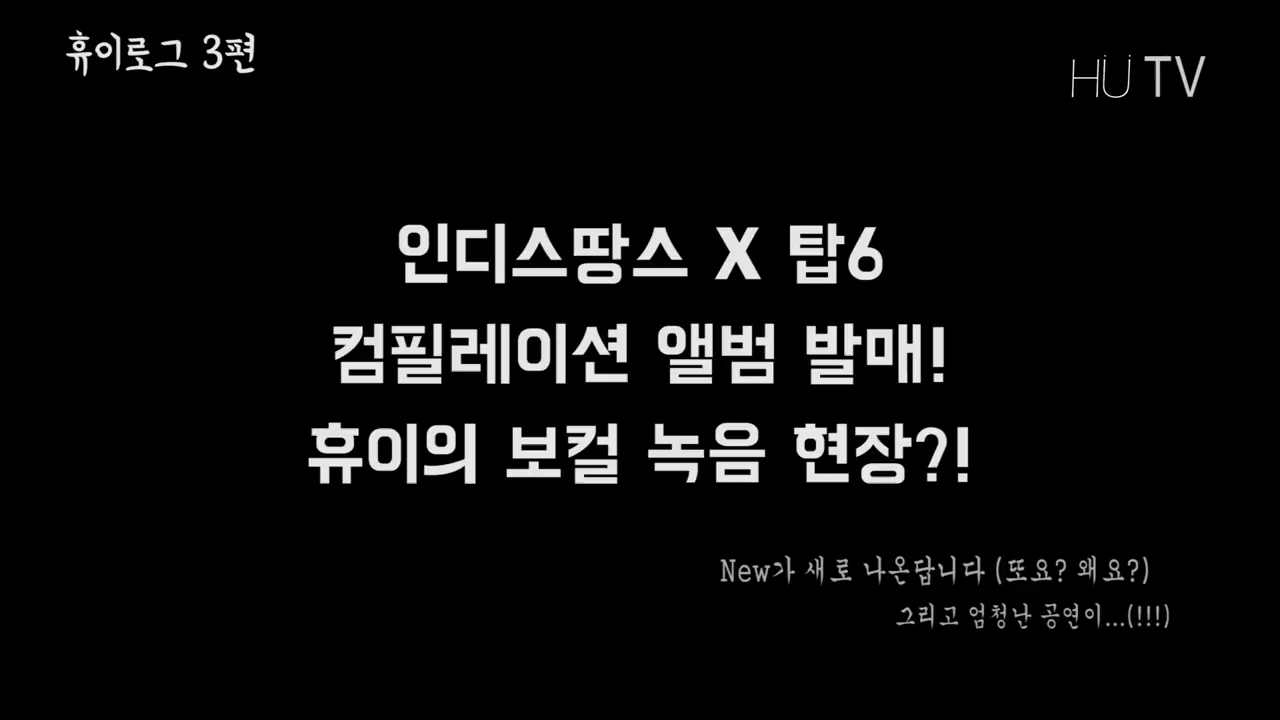 휴이로그 3편
HÜ TV
인디스땅스 X 탑6
컴필레이션 앨범 발매!
휴이의 보컬 녹음 현장?!
New가 새로 나온답니다 (또요? 왜요?)
그리고 엄청난 공연이...(!!!)